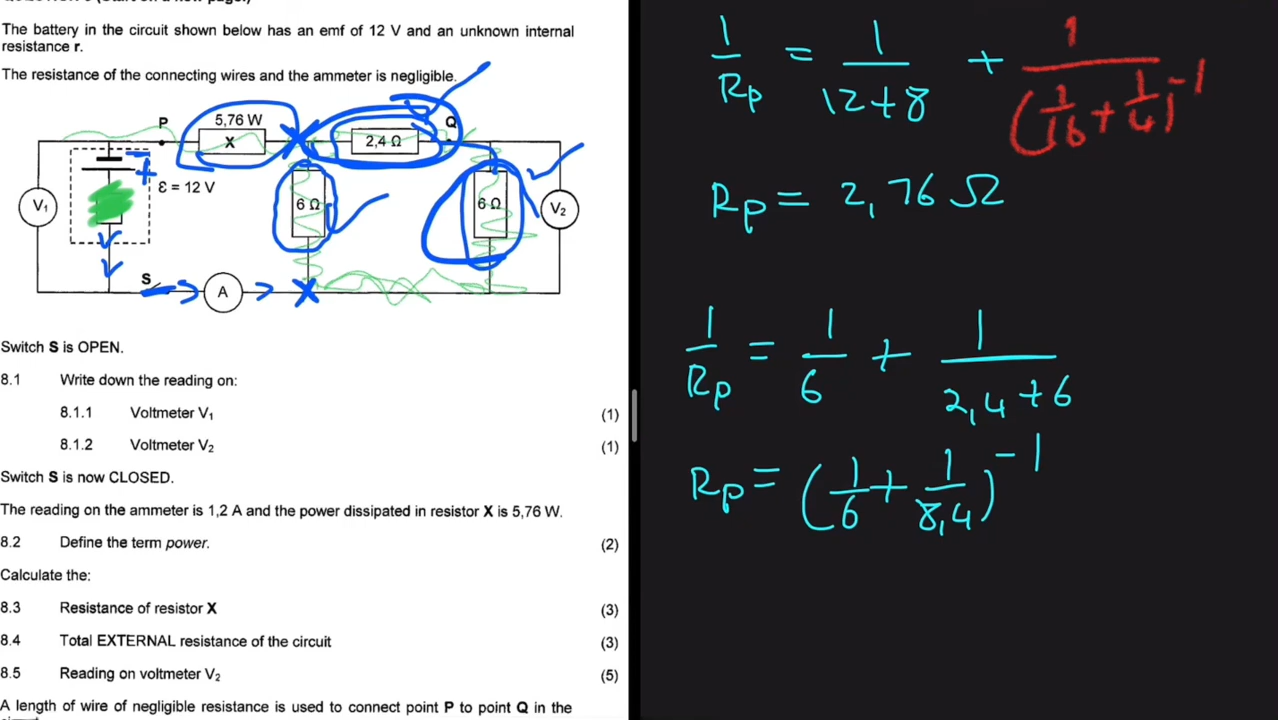 The battery in the circuit shown below has an emf of 12 V and an unknown internal
resistance r.
The resistance of the connecting wires and the ammeter is negligible.
P
5,76 W
X
2,4 Ω
Q
ε = 12 V
V1
6 Ω
6 Ω
V2
S
A
Switch S is OPEN.
8.1 Write down the reading on:
8.1.1 Voltmeter V1 (1)
8.1.2 Voltmeter V2 (1)
Switch S is now CLOSED.
The reading on the ammeter is 1,2 A and the power dissipated in resistor X is 5,76 W.
8.2 Define the term power. (2)
Calculate the:
8.3 Resistance of resistor X (3)
8.4 Total EXTERNAL resistance of the circuit (3)
8.5 Reading on voltmeter V2 (5)
A length of wire of negligible resistance is used to connect point P to point Q in the
1/Rp = 1/(12+8) + 1/(1/16 + 1/4)^-1
Rp = 2,76 Ω
1/Rp = 1/6 + 1/(2,4+6)
Rp = (1/6 + 1/8,4)^-1